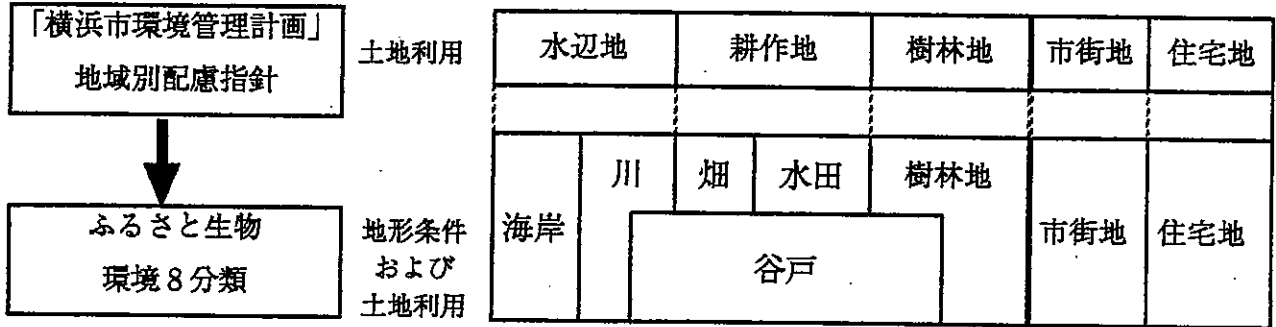 「横浜市環境管理計画」
地域別配慮指針
土地利用
水辺地
耕作地
樹林地
市街地
住宅地
ふるさと生物
環境8分類
地形条件
および
土地利用
海岸
川
畑
水田
樹林地
谷戸
市街地
住宅地